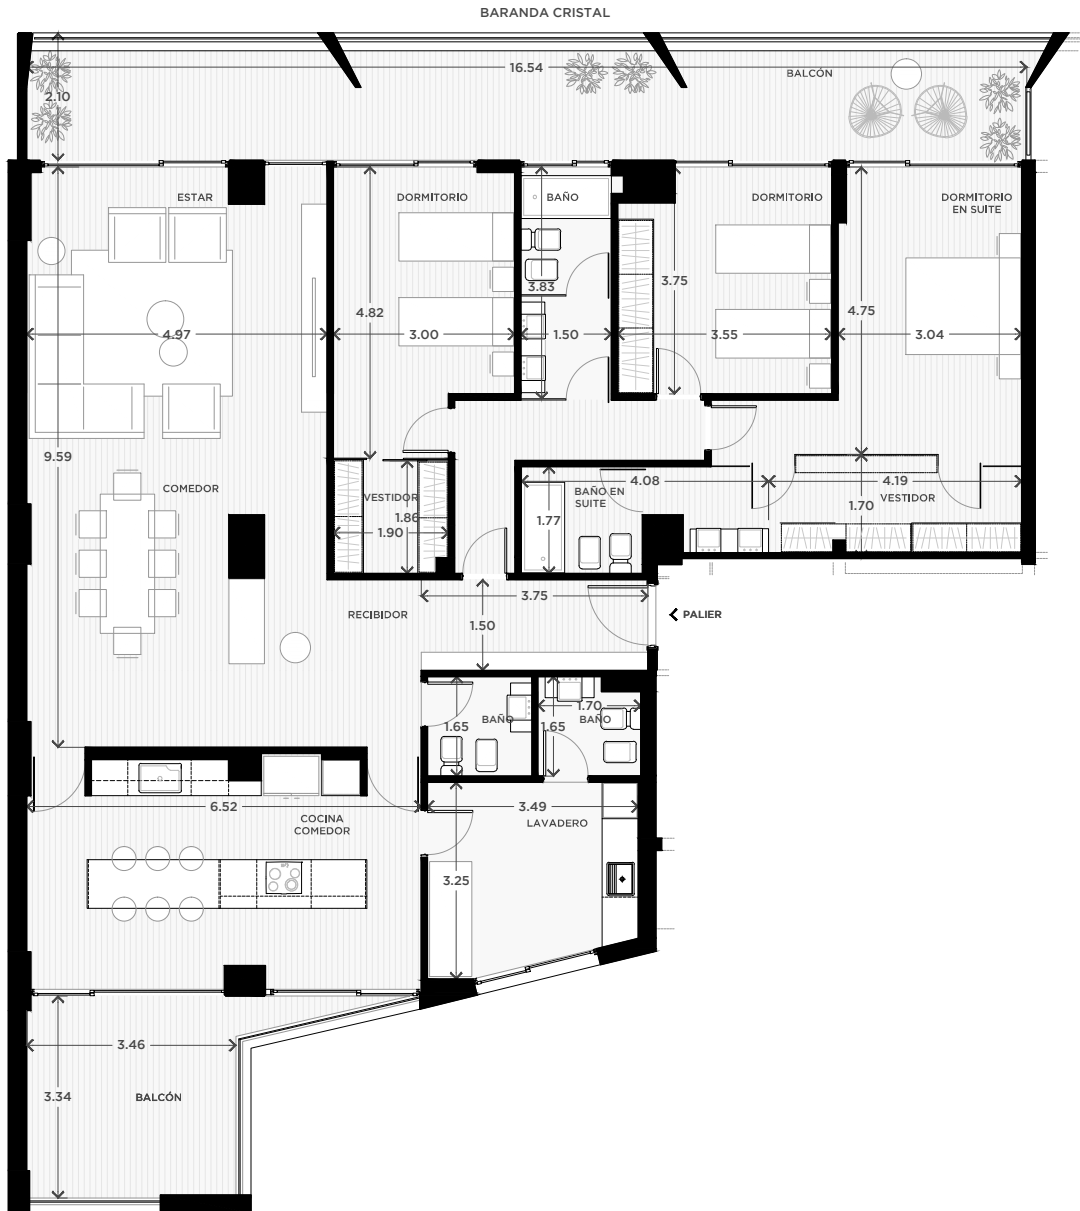 BARANDA CRISTAL
16.54
BALCÓN
2.10
ESTAR
DORMITORIO
BAÑO
DORMITORIO
DORMITORIO
EN SUITE
3.83
3.75
4.82
4.75
4.97
3.00
1.50
3.55
3.04
9.59
COMEDOR
VESTIDOR
1.86
1.90
4.08
BAÑO EN
SUITE
1.77
4.19
VESTIDOR
1.70
3.75
RECIBIDOR
1.50
PALIER
1.65
BAÑO
1.70
1.65
BAÑO
6.52
COCINA
COMEDOR
3.49
LAVADERO
3.25
3.46
3.34
BALCÓN